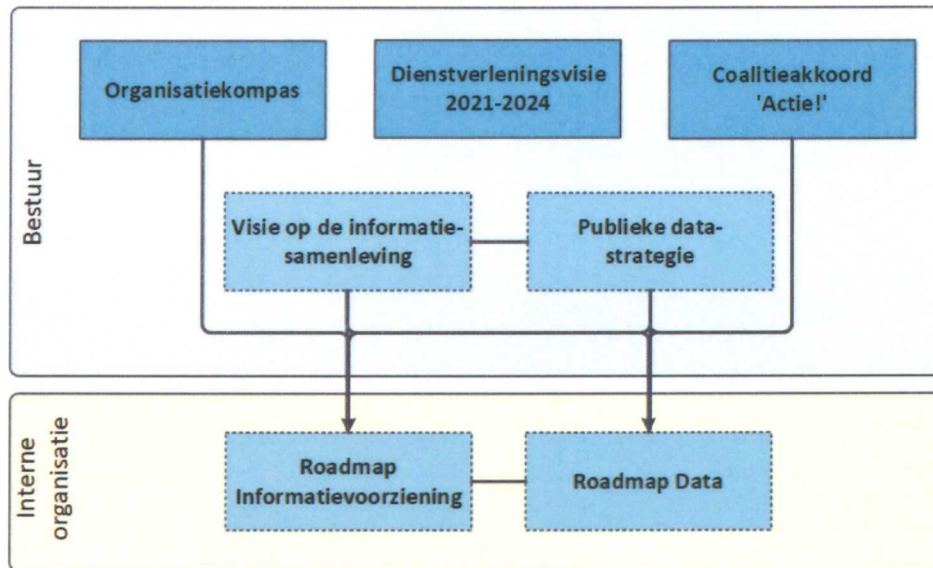 Organisatiekompas
Dienstverleningsvisie
2021-2024
Coalitieakkoord
'Actie!'
Bestuur
Visie op de informatie-
samenleving
Publieke data-
strategie
Interne
organisatie
Roadmap
Informatievoorziening
Roadmap Data